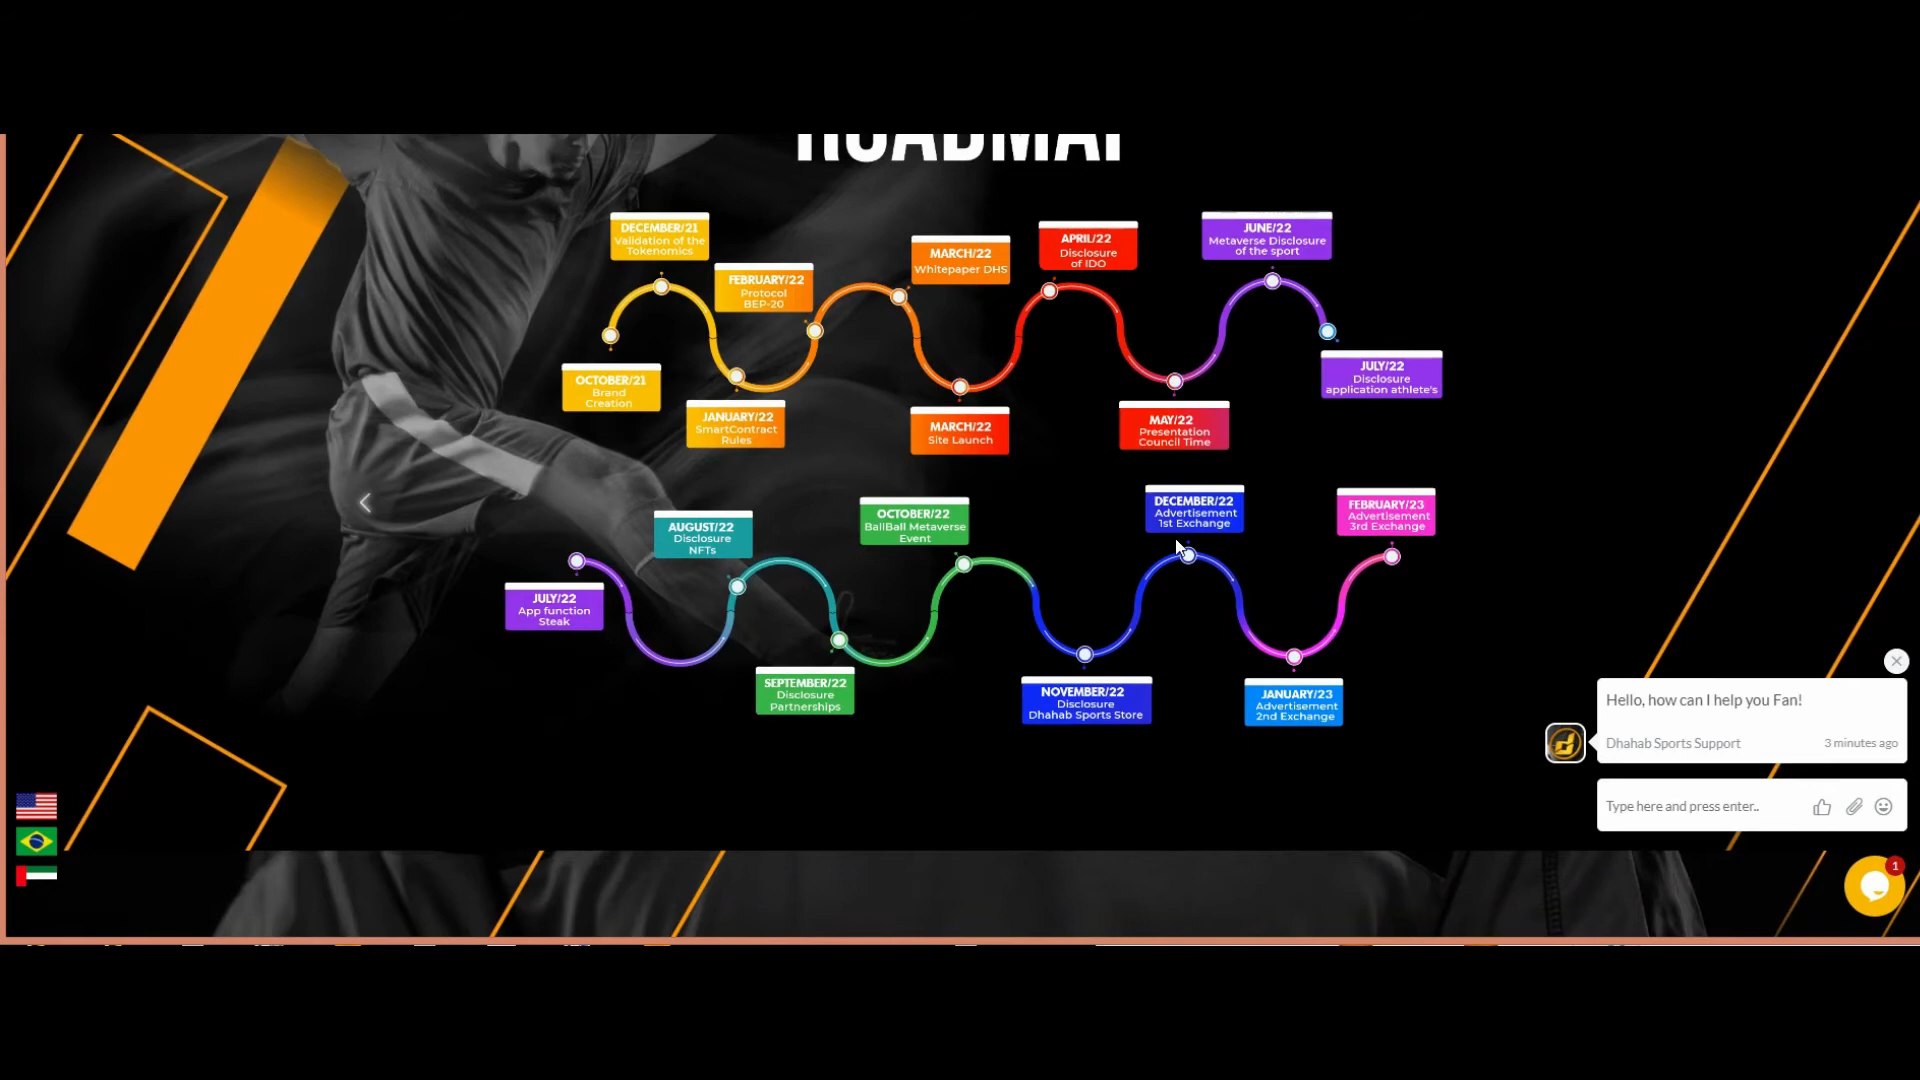 ROADMAP
DECEMBER/21
Validation of the
Tokenomics
FEBRUARY/22
Protocol
BEP-20
MARCH/22
Whitepaper DHS
APRIL/22
Disclosure
of IDO
JUNE/22
Metaverse Disclosure
of the sport
OCTOBER/21
Brand
Creation
JANUARY/22
SmartContract
Rules
MARCH/22
Site Launch
MAY/22
Presentation
Council Time
JULY/22
Disclosure
application athlete's
JULY/22
App function
Steak
AUGUST/22
Disclosure
NFTs
OCTOBER/22
BallBall Metaverse
Event
DECEMBER/22
Advertisement
1st Exchange
FEBRUARY/23
Advertisement
3rd Exchange
SEPTEMBER/22
Disclosure
Partnerships
NOVEMBER/22
Disclosure
Dhahab Sports Store
JANUARY/23
Advertisement
2nd Exchange
Hello, how can I help you Fan!
Dhahab Sports Support 3 minutes ago
Type here and press enter..
1